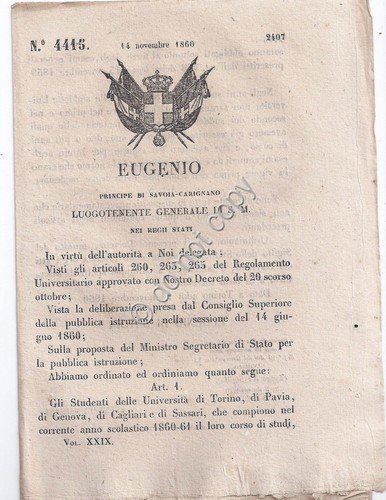 N.° 4415.
14 novembre 1860
2407
EUGENIO
PRINCIPE DI SAVOIA-CARIGNANO
LUOGOTENENTE GENERALE DI S. M.
NEI REGII STATI
In virtù dell'autorità a Noi delegata;
Visti gli articoli 260, 263, 265 del Regolamento
Universitario approvato con Nostro Decreto del 20 scorso
ottobre;
Vista la deliberazione presa dal Consiglio Superiore
della pubblica istruzione nella sessione del 14 giu-
gno 1860;
Sulla proposta del Ministro Segretario di Stato per
la pubblica istruzione;
Abbiamo ordinato ed ordiniamo quanto segue:
Art. 1.
Gli Studenti delle Università di Torino, di Pavia,
di Genova, di Cagliari e di Sassari, che compiono nel
corrente anno scolastico 1860-61 il loro corso di studi,
VOL. XXIX.
do not copy